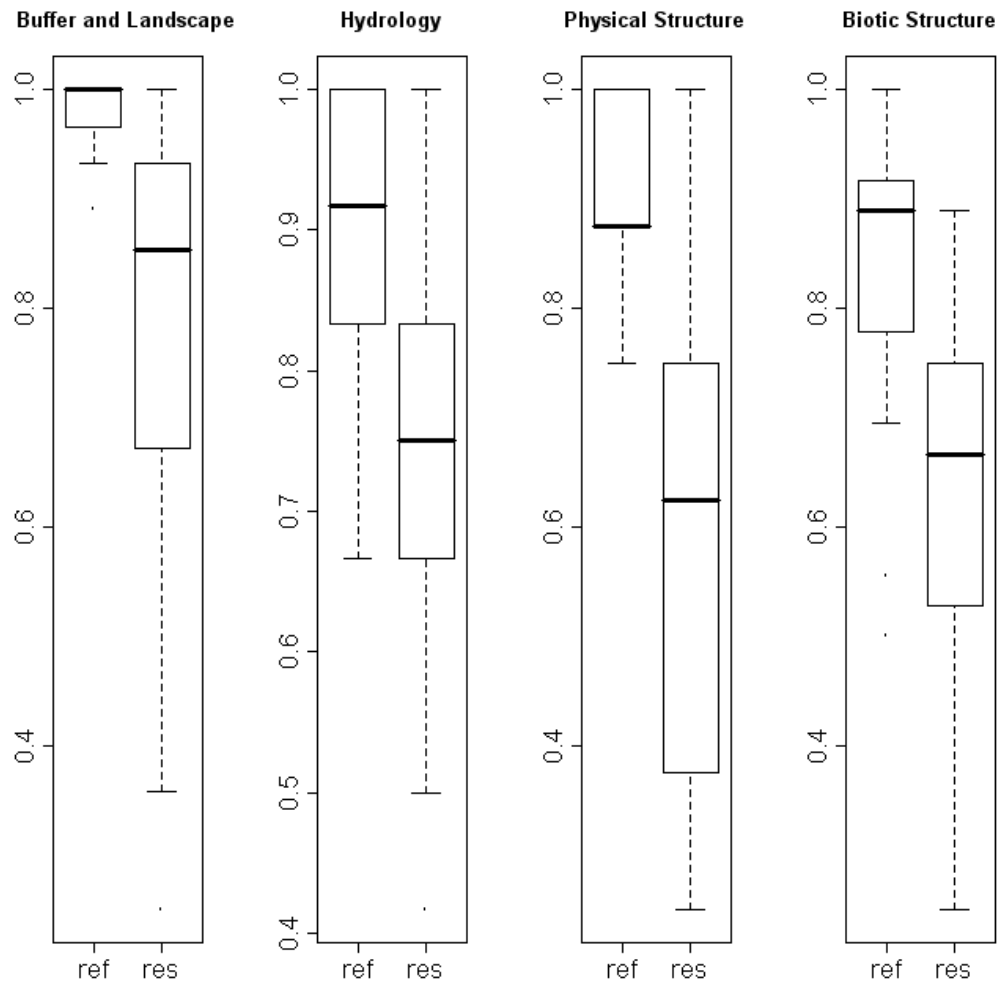 Buffer and Landscape
Hydrology
Physical Structure
Biotic Structure
1.0
0.8
0.6
0.4
ref
res
1.0
0.9
0.8
0.7
0.6
0.5
0.4
ref
res
1.0
0.8
0.6
0.4
ref
res
1.0
0.8
0.6
0.4
ref
res